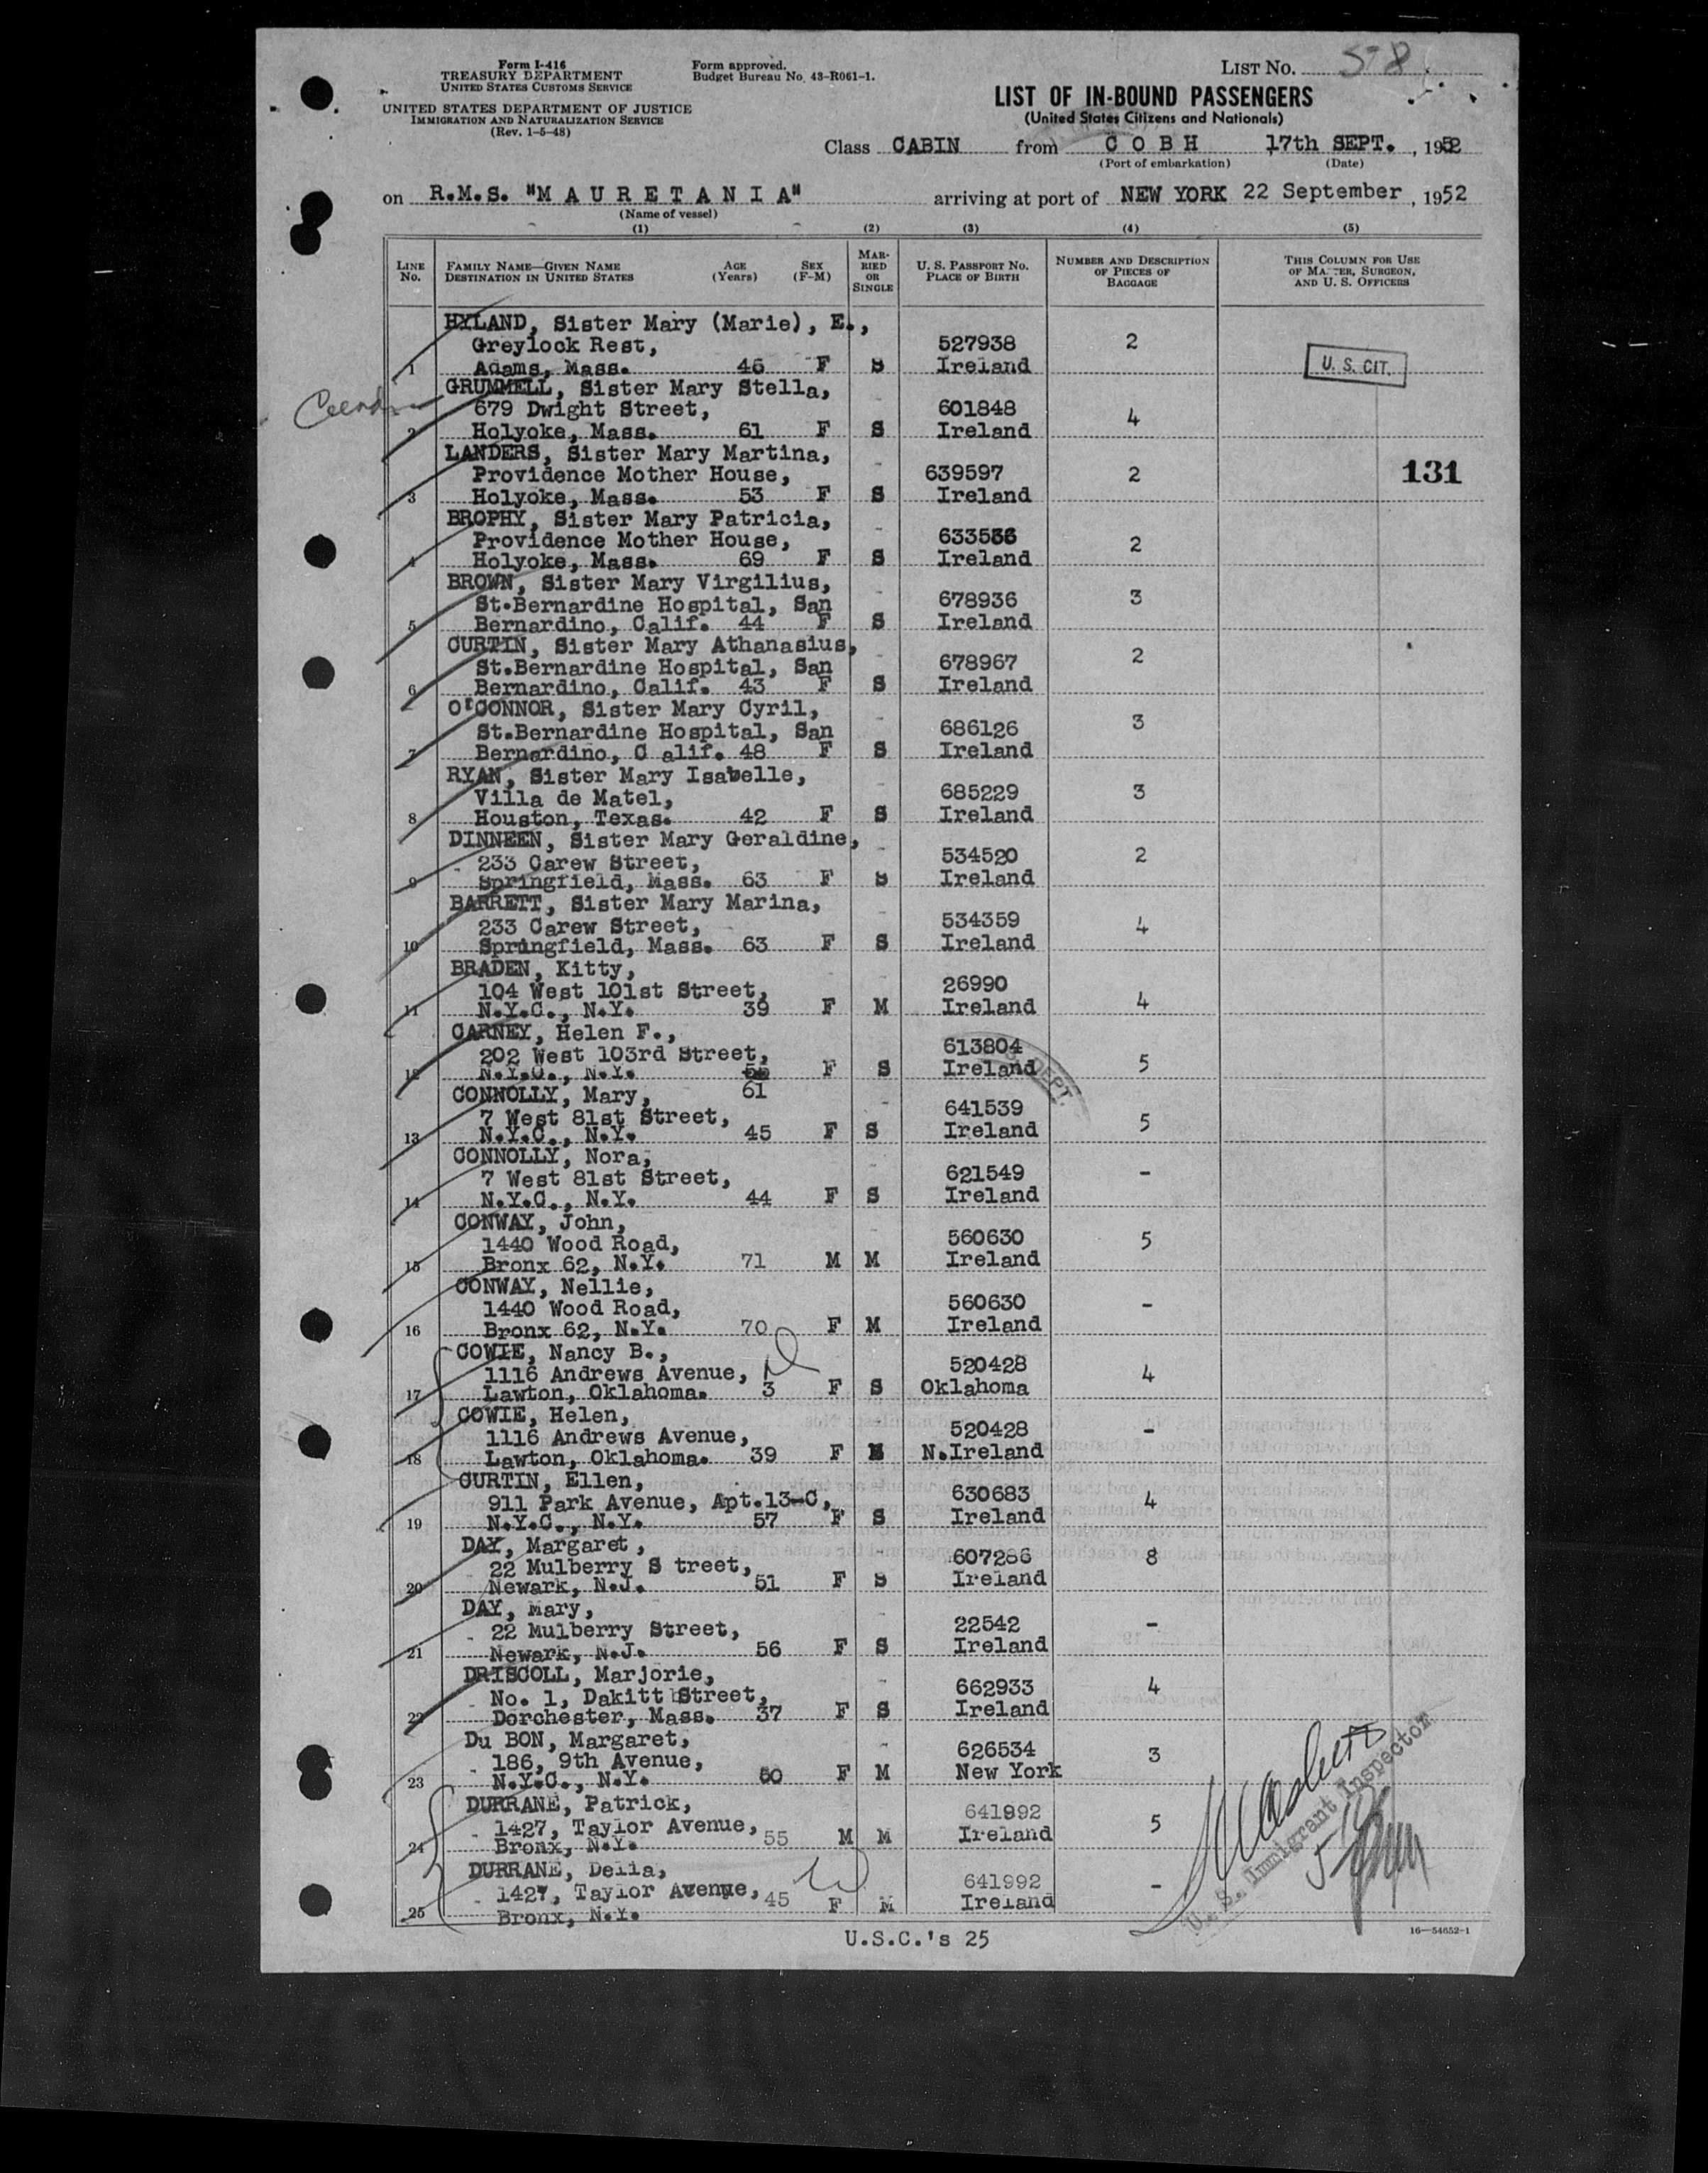 Form I-416
TREASURY DEPARTMENT
UNITED STATES CUSTOMS SERVICE
UNITED STATES DEPARTMENT OF JUSTICE
IMMIGRATION AND NATURALIZATION SERVICE
(Rev. 1-5-48)
Form approved.
Budget Bureau No. 43-R061-1.
LIST NO. 578
LIST OF IN-BOUND PASSENGERS
(United States Citizens and Nationals)
Class CABIN from C O B H 17th SEPT. , 1952
(Port of embarkation) (Date)
on R.M.S. "M A U R E T A N I A" arriving at port of NEW YORK 22 September , 1952
(Name of vessel)
(1) (2) (3) (4) (5)
LINE NO. FAMILY NAME—GIVEN NAME DESTINATION IN UNITED STATES AGE (Years) SEX (F-M) MARRIED OR SINGLE U. S. PASSPORT NO. PLACE OF BIRTH NUMBER AND DESCRIPTION OF PIECES OF BAGGAGE THIS COLUMN FOR USE OF MASTER, SURGEON, AND U. S. OFFICERS
HYLAND, Sister Mary (Marie), E.,
Greylock Rest, 527938 2
1 Adams, Mass. 46 F S Ireland U. S. CIT.
GRUMMELL, Sister Mary Stella,
679 Dwight Street, 601848 4
2 Holyoke, Mass. 61 F S Ireland
LANDERS, Sister Mary Martina,
Providence Mother House, 639597 2 131
3 Holyoke, Mass. 53 F S Ireland
BROPHY, Sister Mary Patricia,
Providence Mother House, 633536 2
4 Holyoke, Mass. 69 F S Ireland
BROWN, Sister Mary Virgilius,
St.Bernardine Hospital, San 678936 3
5 Bernardino, Calif. 44 F S Ireland
CURTIN, Sister Mary Athanasius,
St.Bernardine Hospital, San 678967 2
6 Bernardino, Calif. 43 F S Ireland
O'CONNOR, Sister Mary Cyril,
St.Bernardine Hospital, San 686126 3
7 Bernardino, C alif. 48 F S Ireland
RYAN, Sister Mary Isabelle,
Villa de Matel, 685229 3
8 Houston, Texas. 42 F S Ireland
DINNEEN, Sister Mary Geraldine,
233 Carew Street, 534520 2
9 Springfield, Mass. 63 F S Ireland
BARRETT, Sister Mary Marina,
233 Carew Street, 534359 4
10 Springfield, Mass. 63 F S Ireland
BRADEN, Kitty,
104 West 101st Street, 26990 4
11 N.Y.C., N.Y. 39 F M Ireland
CARNEY, Helen F.,
202 West 103rd Street, 613804 5
12 N.Y.C., N.Y. F S Ireland
61
DEPT.
CONNOLLY, Mary,
7 West 81st Street, 641539 5
13 N.Y.C., N.Y. 45 F S Ireland
CONNOLLY, Nora,
7 West 81st Street, 621549 -
14 N.Y.C., N.Y. 44 F S Ireland
CONWAY, John,
1440 Wood Road, 560630 5
15 Bronx 62, N.Y. 71 M M Ireland
CONWAY, Nellie,
1440 Wood Road, 560630 -
16 Bronx 62, N.Y. 70 F M Ireland
COWIE, Nancy B.,
1116 Andrews Avenue, 520428 4
17 Lawton, Oklahoma. 3 F S Oklahoma
COWIE, Helen,
1116 Andrews Avenue, 520428 -
18 Lawton, Oklahoma. 39 F N.Ireland
CURTIN, Ellen,
911 Park Avenue, Apt.13-C, 630683 4
19 N.Y.C., N.Y. 57 F S Ireland
DAY, Margaret,
22 Mulberry S treet, 607286 8
20 Newark, N.J. 51 F S Ireland
DAY, Mary,
22 Mulberry Street, 22542 -
21 Newark, N.J. 56 F S Ireland
DRISCOLL, Marjorie,
No. 1, Dakitt Street, 662933 4
22 Dorchester, Mass. 37 F S Ireland
Du BON, Margaret,
186, 9th Avenue, 626534 3
23 N.Y.C., N.Y. 50 F M New York
DURRANE, Patrick,
1427, Taylor Avenue, 641992 5
24 Bronx, N.Y. 55 M M Ireland
DURRANE, Delia,
1427, Taylor Avenue, 641992 -
25 Bronx, N.Y. 45 F M Ireland
U. S. Immigrant Inspector
U.S.C.'s 25
16—54652-1